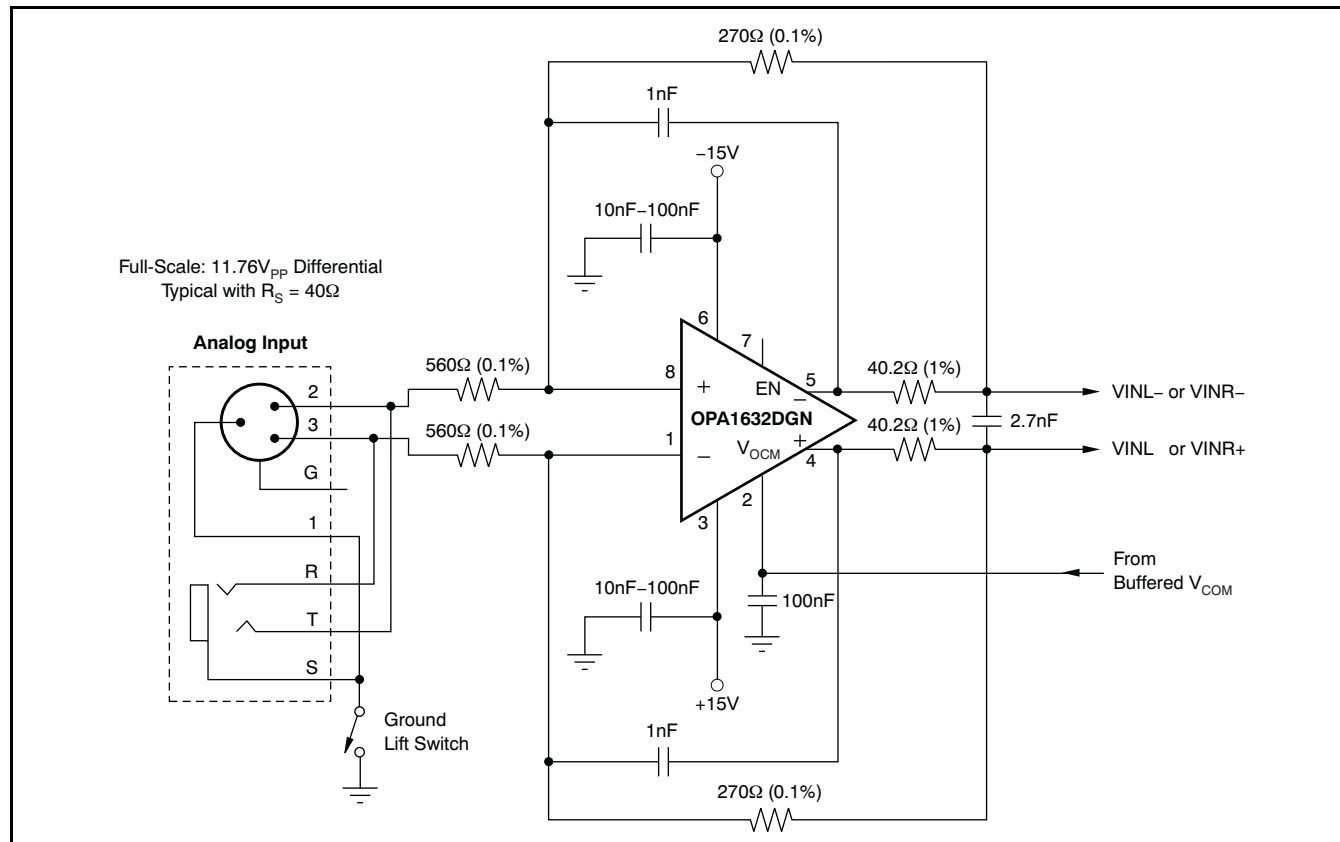 270Ω (0.1%)
1nF
−15V
10nF−100nF
Full-Scale: 11.76VPP Differential
Typical with RS = 40Ω
Analog Input
2
3
G
1
R
T
S
Ground
Lift Switch
560Ω (0.1%)
560Ω (0.1%)
6
7
8
+
EN
5
−
OPA1632DGN
1
−
VOCM
+
4
3
2
40.2Ω (1%)
40.2Ω (1%)
VINL− or VINR−
2.7nF
VINL or VINR+
From
Buffered VCOM
100nF
10nF−100nF
+15V
1nF
270Ω (0.1%)